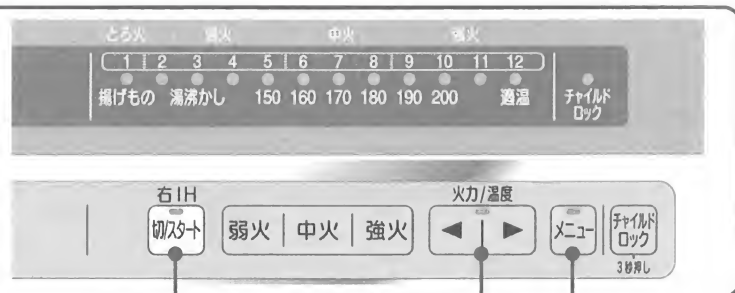 とろ火 弱火 中火 強火
1 2 3 4 5 6 7 8 9 10 11 12
揚げもの 湯沸かし 150 160 170 180 190 200 適温 チャイルド
ロック
右IH 火力/温度
切/スタート 弱火 中火 強火 ◀ ▶ メニュー チャイルド
ロック
3秒押し